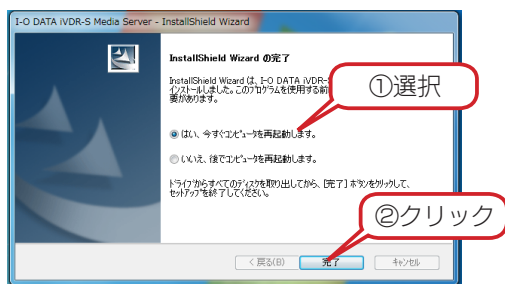 I-O DATA iVDR-S Media Server - InstallShield Wizard
InstallShield Wizard の完了
InstallShield Wizard は、I-O DATA iVDR-S
インストールしました。このプログラムを使用する前
要があります。
①選択
はい、今すぐコンピュータを再起動します。
いいえ、後でコンピュータを再起動します。
ドライブからすべてのディスクを取り出してから、[完了] ボタンをクリックして、
セットアップを終了してください。
②クリック
< 戻る(B)
完了
キャンセル